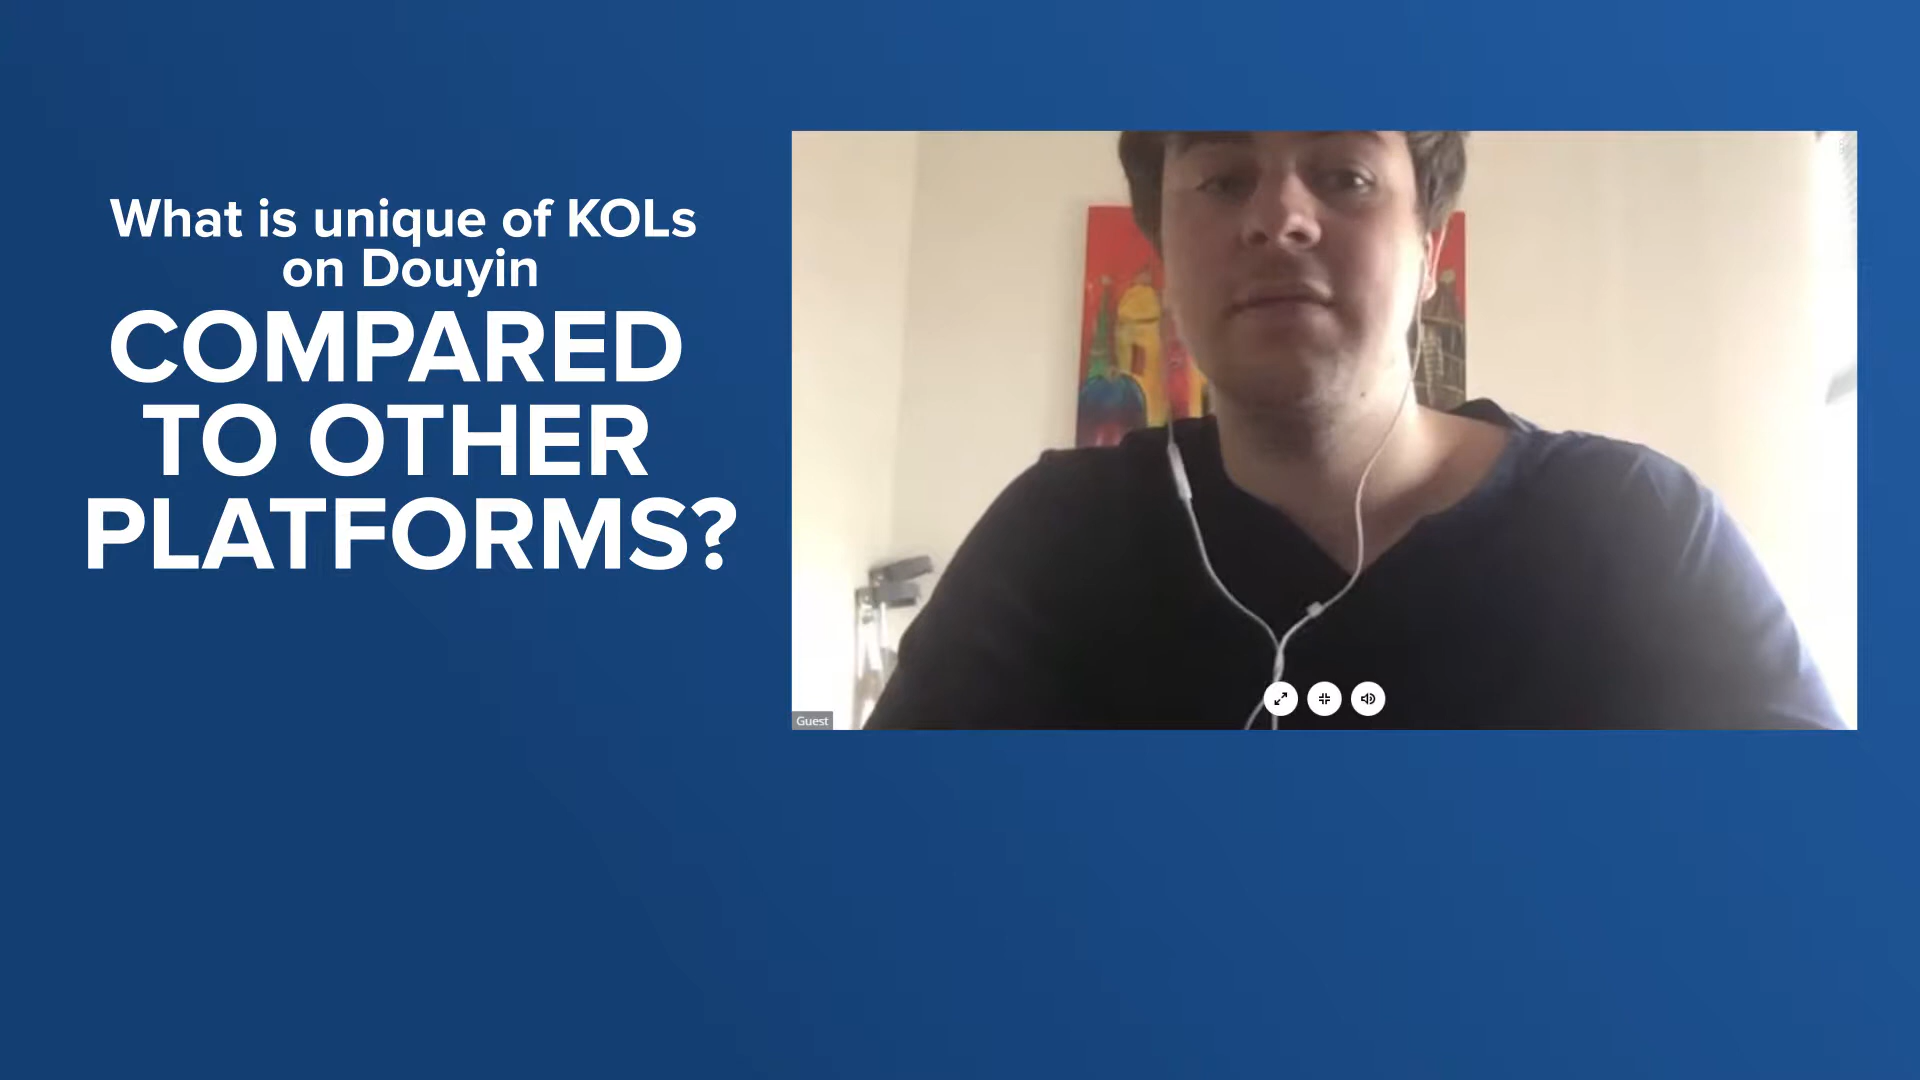 What is unique of KOLs
on Douyin
COMPARED
TO OTHER
PLATFORMS?
Guest